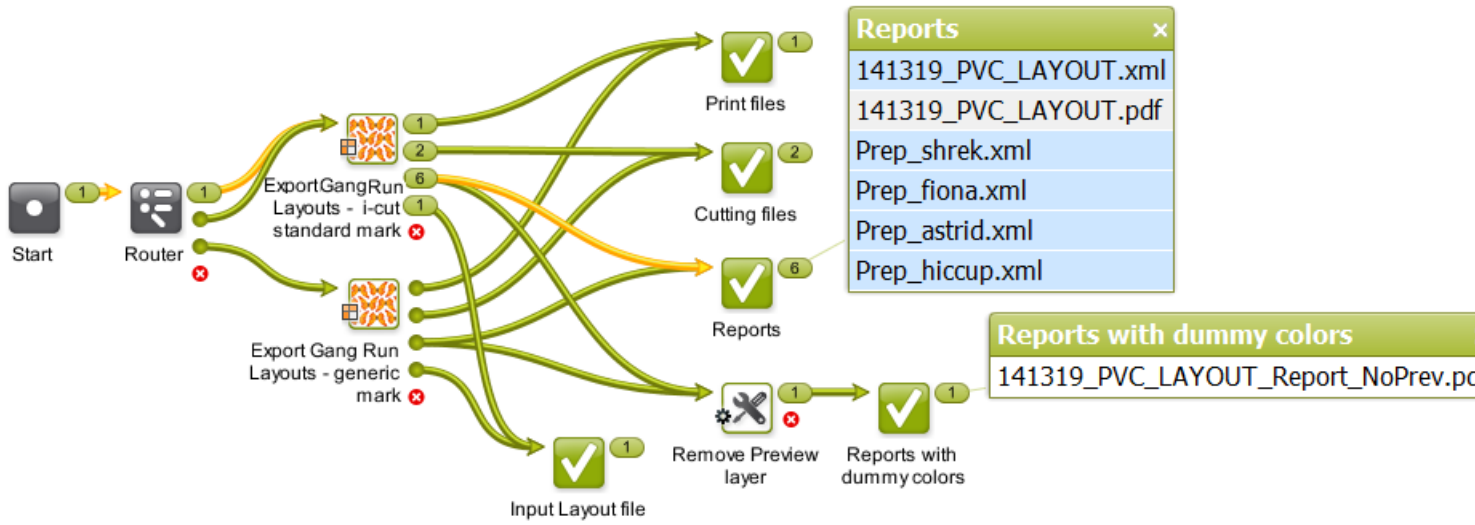 Reports
141319_PVC_LAYOUT.xml
141319_PVC_LAYOUT.pdf
Prep_shrek.xml
Prep_fiona.xml
Prep_astrid.xml
Prep_hiccup.xml
1
Print files
1
1
1
2
6
1
Start
Router
ExportGangRun
Layouts - i-cut
standard mark
2
Cutting files
6
Reports
Export Gang Run
Layouts - generic
mark
Reports with dummy colors
141319_PVC_LAYOUT_Report_NoPrev.pd
1
1
Remove Preview
layer
Reports with
dummy colors
1
Input Layout file